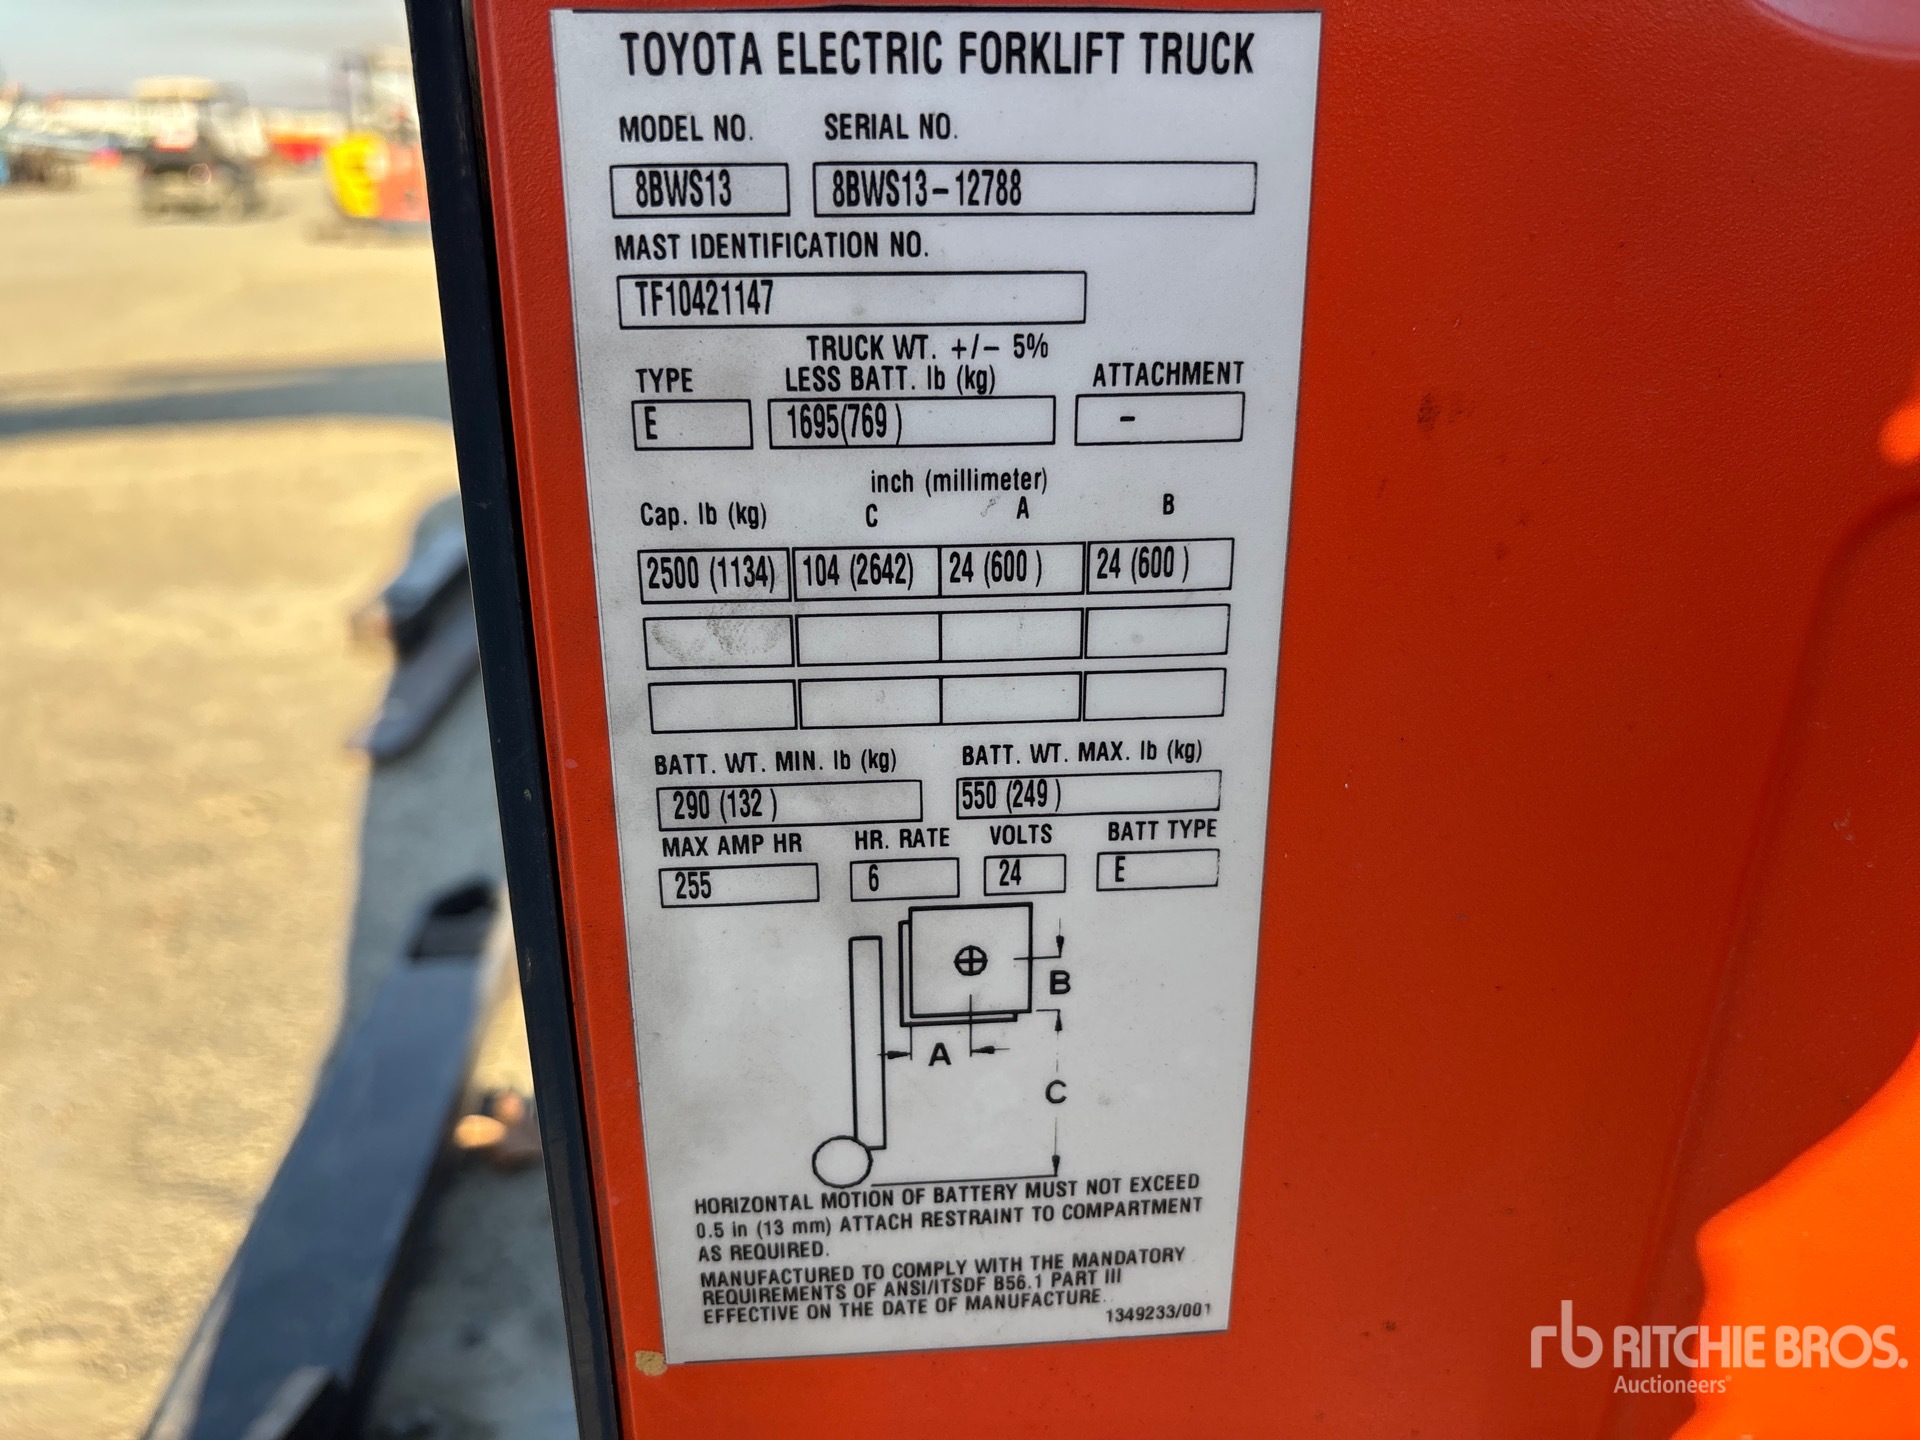 TOYOTA ELECTRIC FORKLIFT TRUCK
MODEL NO. SERIAL NO.
8BWS13 8BWS13-12788
MAST IDENTIFICATION NO.
TF10421147
TRUCK WT. +/- 5%
TYPE LESS BATT. lb (kg) ATTACHMENT
E 1695(769 ) -
inch (millimeter)
Cap. lb (kg) C A B
2500 (1134) 104 (2642) 24 (600 ) 24 (600 )
BATT. WT. MIN. lb (kg) BATT. WT. MAX. lb (kg)
290 (132 ) 550 (249 )
MAX AMP HR HR. RATE VOLTS BATT TYPE
255 6 24 E
B
A
C
HORIZONTAL MOTION OF BATTERY MUST NOT EXCEED
0.5 in (13 mm) ATTACH RESTRAINT TO COMPARTMENT
AS REQUIRED.
MANUFACTURED TO COMPLY WITH THE MANDATORY
REQUIREMENTS OF ANSI/ITSDF B56.1 PART III
EFFECTIVE ON THE DATE OF MANUFACTURE.
1349233/001
rb RITCHIE BROS.
Auctioneers